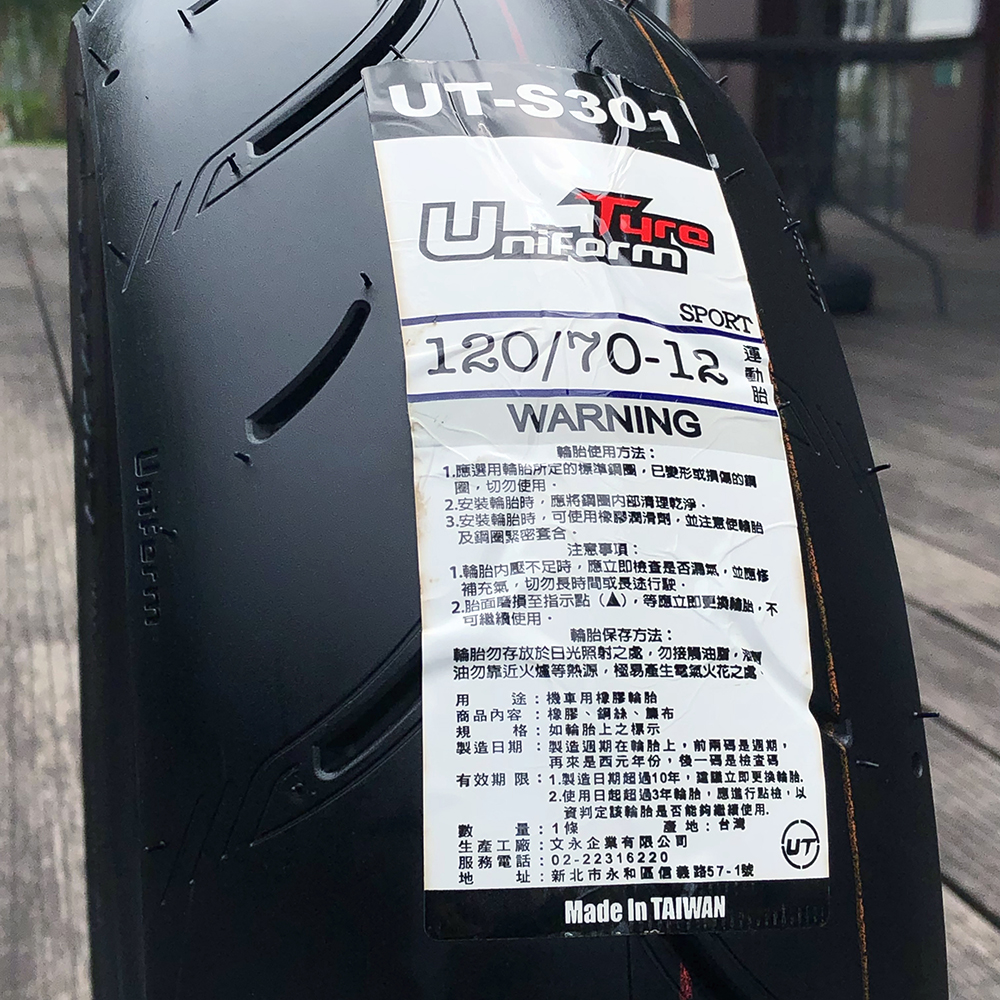 UT-S301
Uniform Tyre
SPORT
120/70-12
運動胎
WARNING
輪胎使用方法：
1.應選用輪胎所定的標準鋼圈，已變形或損傷的鋼
圈，切勿使用．
2.安裝輪胎時，應將鋼圈內部清理乾淨．
3.安裝輪胎時，可使用橡膠潤滑劑，並注意使輪胎
及鋼圈緊密套合．
注意事項：
1.輪胎內壓不足時，應立即檢查是否漏氣，並應修
補充氣，切勿長時間或長途行駛．
2.胎面磨損至指示點（▲），等應立即更換輪胎，不
可繼續使用．
輪胎保存方法：
輪胎勿存放於日光照射之處，勿接觸油脂，
油勿靠近火爐等熱源，極易產生電氣火花之處
用 途：機車用橡膠輪胎
商品內容：橡膠、鋼絲、簾布
規 格：如輪胎上之標示
製造日期：製造週期在輪胎上，前兩碼是週期，
再來是西元年份，後一碼是檢查碼
有效期限：1.製造日期超過10年，建議立即更換輪胎．
2.使用日起超過3年輪胎，應進行點檢，以
資判定該輪胎是否能夠繼續使用．
數 量：1條 產地：台灣
生產工廠：文永企業有限公司
服務電話：02-22316220
地 址：新北市永和區信義路57-1號
UT
Made In TAIWAN
Uniform